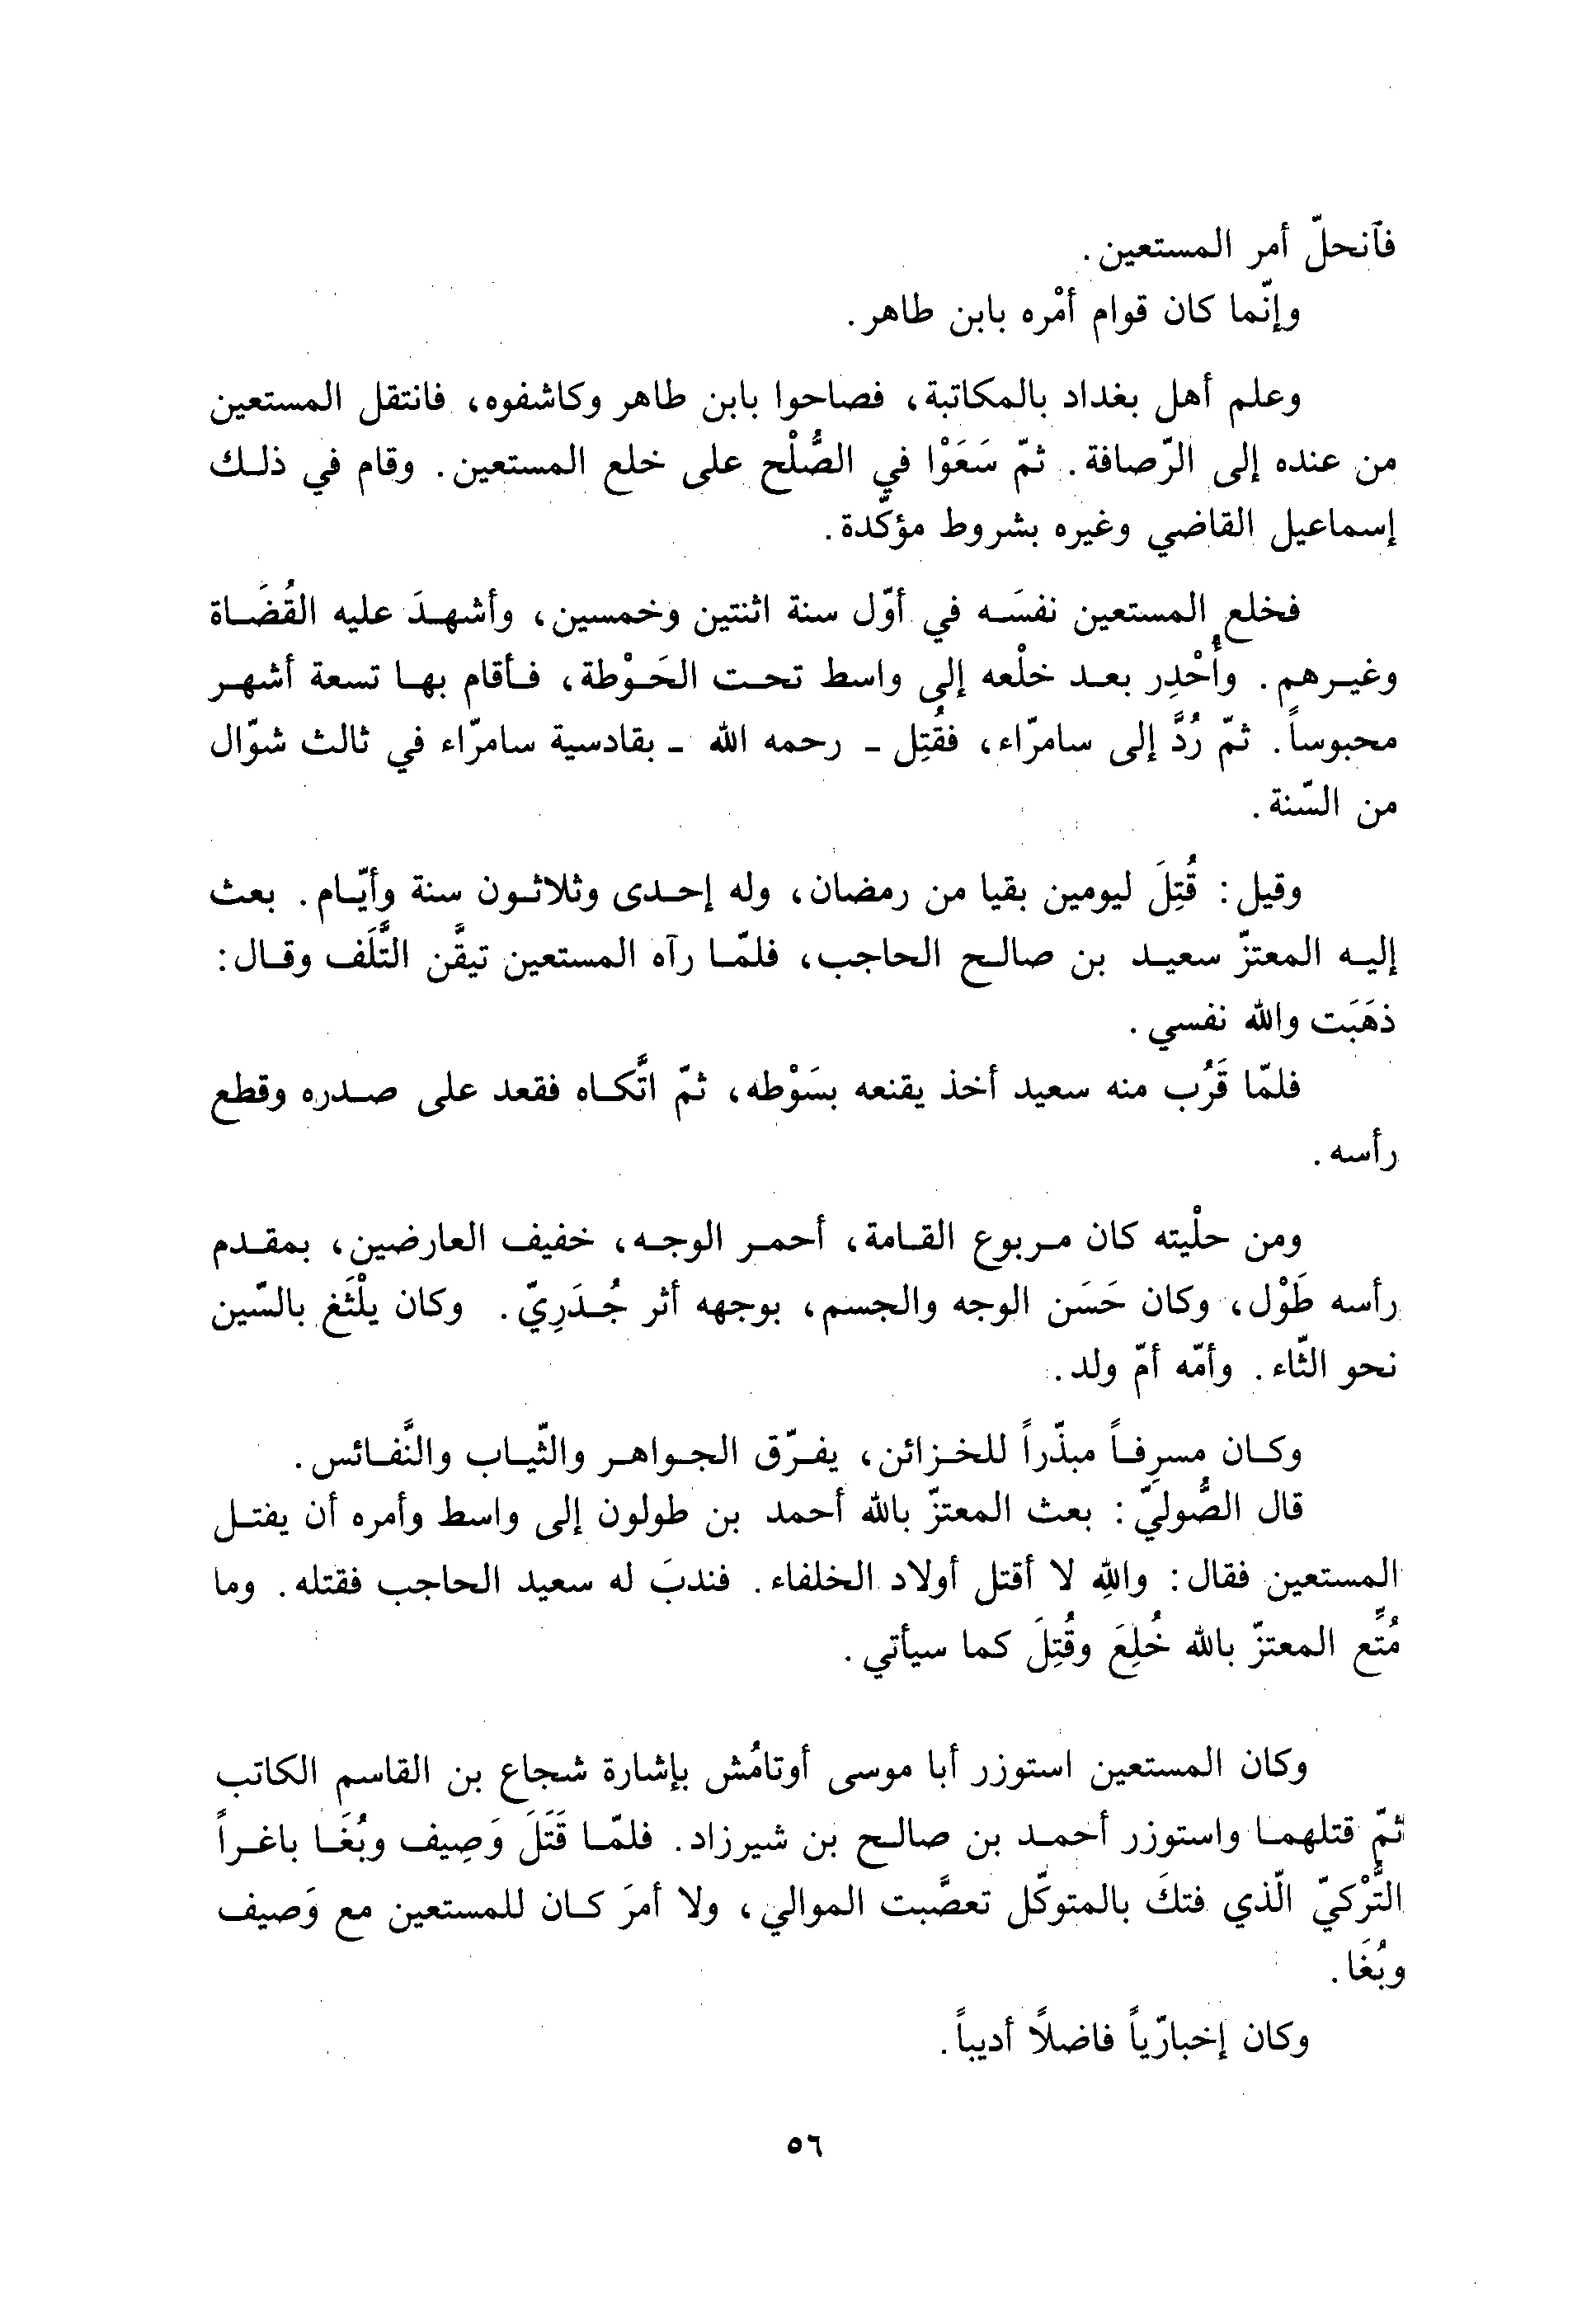 فٱنحلّ أمر المستعين.
وإنّما كان قوام أمْره بابن طاهر.
وعلم أهل بغداد بالمكاتبة، فصاحوا بابن طاهر وكاشفوه، فانتقل المستعين
من عنده إلى الرّصافة. ثمّ سَعَوْا في الصُّلْح على خلع المستعين. وقام في ذلك
إسماعيل القاضي وغيره بشروط مؤكّدة.
فخلع المستعين نفسَه في أوّل سنة اثنتين وخمسين، وأشهدَ عليه القُضَاة
وغيرهم. وأُحْدِر بعد خلْعه إلى واسط تحت الحَوْطة، فأقام بها تسعة أشهر
محبوساً. ثمّ رُدَّ إلى سامرّاء، فقُتِل - رحمه الله - بقادسية سامرّاء في ثالث شوّال
من السّنة.
وقيل: قُتِلَ ليومين بقيا من رمضان، وله إحدى وثلاثون سنة وأيّام. بعث
إليه المعتزّ سعيد بن صالح الحاجب، فلمّا رآه المستعين تيقَّن التَّلَف وقال:
ذهَبَت والله نفسي.
فلمّا قَرُب منه سعيد أخذ يقنعه بسَوْطه، ثمّ اتَّكاه فقعد على صدره وقطع
رأسه.
ومن حلْيته كان مربوع القامة، أحمر الوجه، خفيف العارضين، بمقدم
رأسه طَوْل، وكان حَسَن الوجه والجسم، بوجهه أثر جُدَرِيّ. وكان يلْثَغ بالسّين
نحو الثّاء. وأمّه أمّ ولد.
وكان مسرِفاً مبذّراً للخزائن، يفرّق الجواهر والثّياب والنَّفائس.
قال الصُّوليّ: بعث المعتزّ بالله أحمد بن طولون إلى واسط وأمره أن يفتل
المستعين فقال: واللهِ لا أقتل أولاد الخلفاء. فندبَ له سعيد الحاجب فقتله. وما
مُتِّع المعتزّ بالله خُلِعَ وقُتِلَ كما سيأتي.
وكان المستعين استوزر أبا موسى أوتامُش بإشارة شجاع بن القاسم الكاتب
ثمّ قتلهما واستوزر أحمد بن صالح بن شيرزاد. فلمّا قَتَلَ وَصِيف وبُغَا باغراً
التُّرْكيّ الّذي فتكَ بالمتوكّل تعصَّبت الموالي، ولا أمرَ كان للمستعين مع وَصيف
وبُغَا.
وكان إخبارّياً فاضلاً أديباً.
٥٦